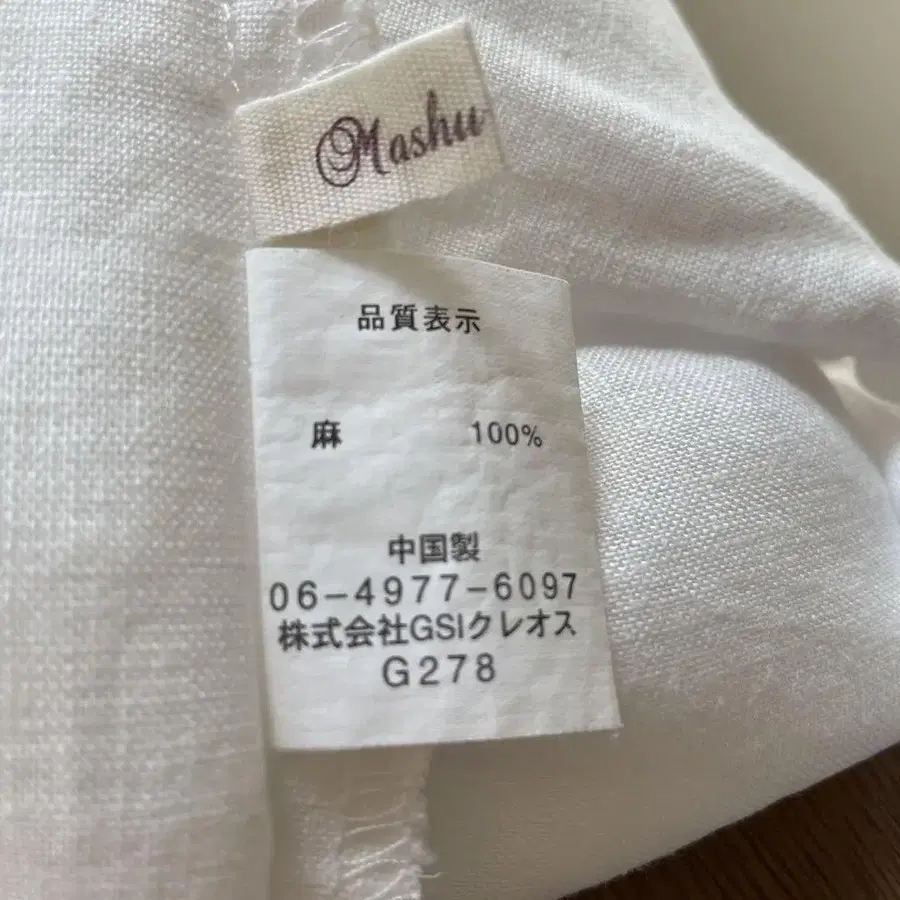 Mashu
品質表示
麻 100%
中国製
06-4977-6097
株式会社GSIクレオス
G278